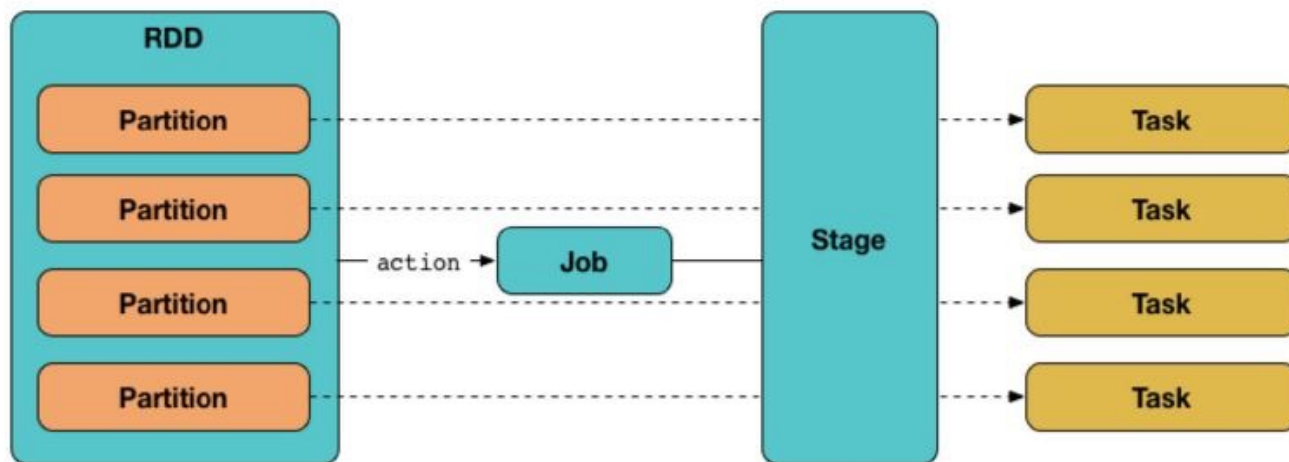 RDD
Partition
Task
Partition
Task
Stage
action
Job
Partition
Task
Partition
Task